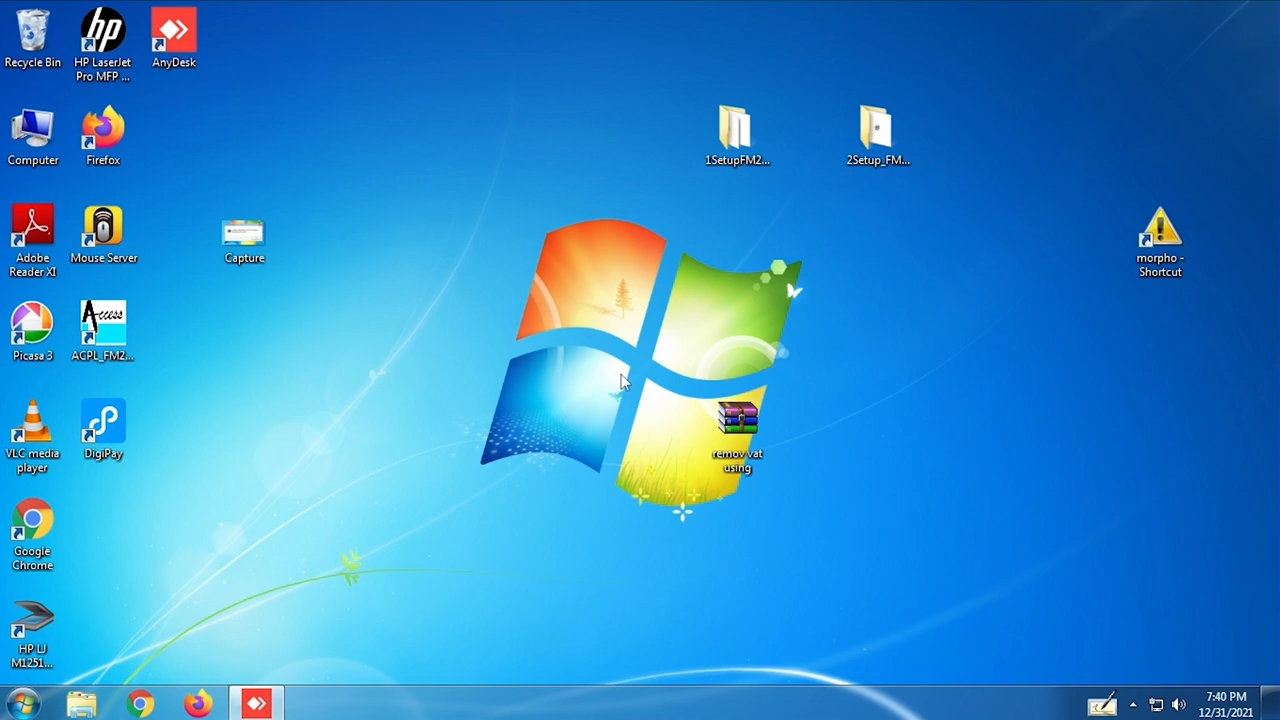 Recycle Bin
HP LaserJet
Pro MFP ...
AnyDesk
Computer
Firefox
1SetupFM2...
2Setup_FM...
Adobe
Reader XI
Mouse Server
Capture
morpho -
Shortcut
Picasa 3
Access
ACPL_FM2...
VLC media
player
DigiPay
remov vat
using
Google
Chrome
HP LJ
M1251...
7:40 PM
12/31/2021